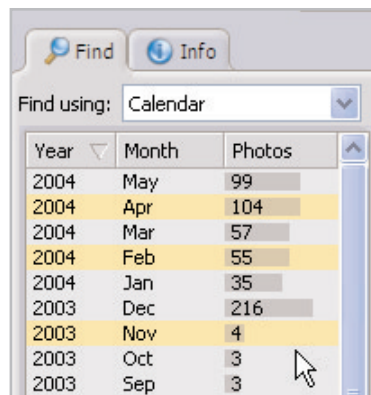 Find Info
Find using: Calendar
Year Month Photos
2004 May 99
2004 Apr 104
2004 Mar 57
2004 Feb 55
2004 Jan 35
2003 Dec 216
2003 Nov 4
2003 Oct 3
2003 Sep 3